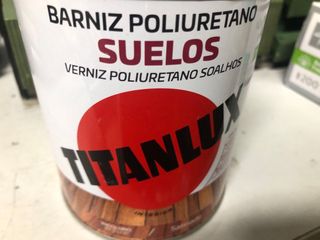 BARNIZ POLIURETANO
SUELOS
VERNIZ POLIURETANO SOALHOS
TITANLUX